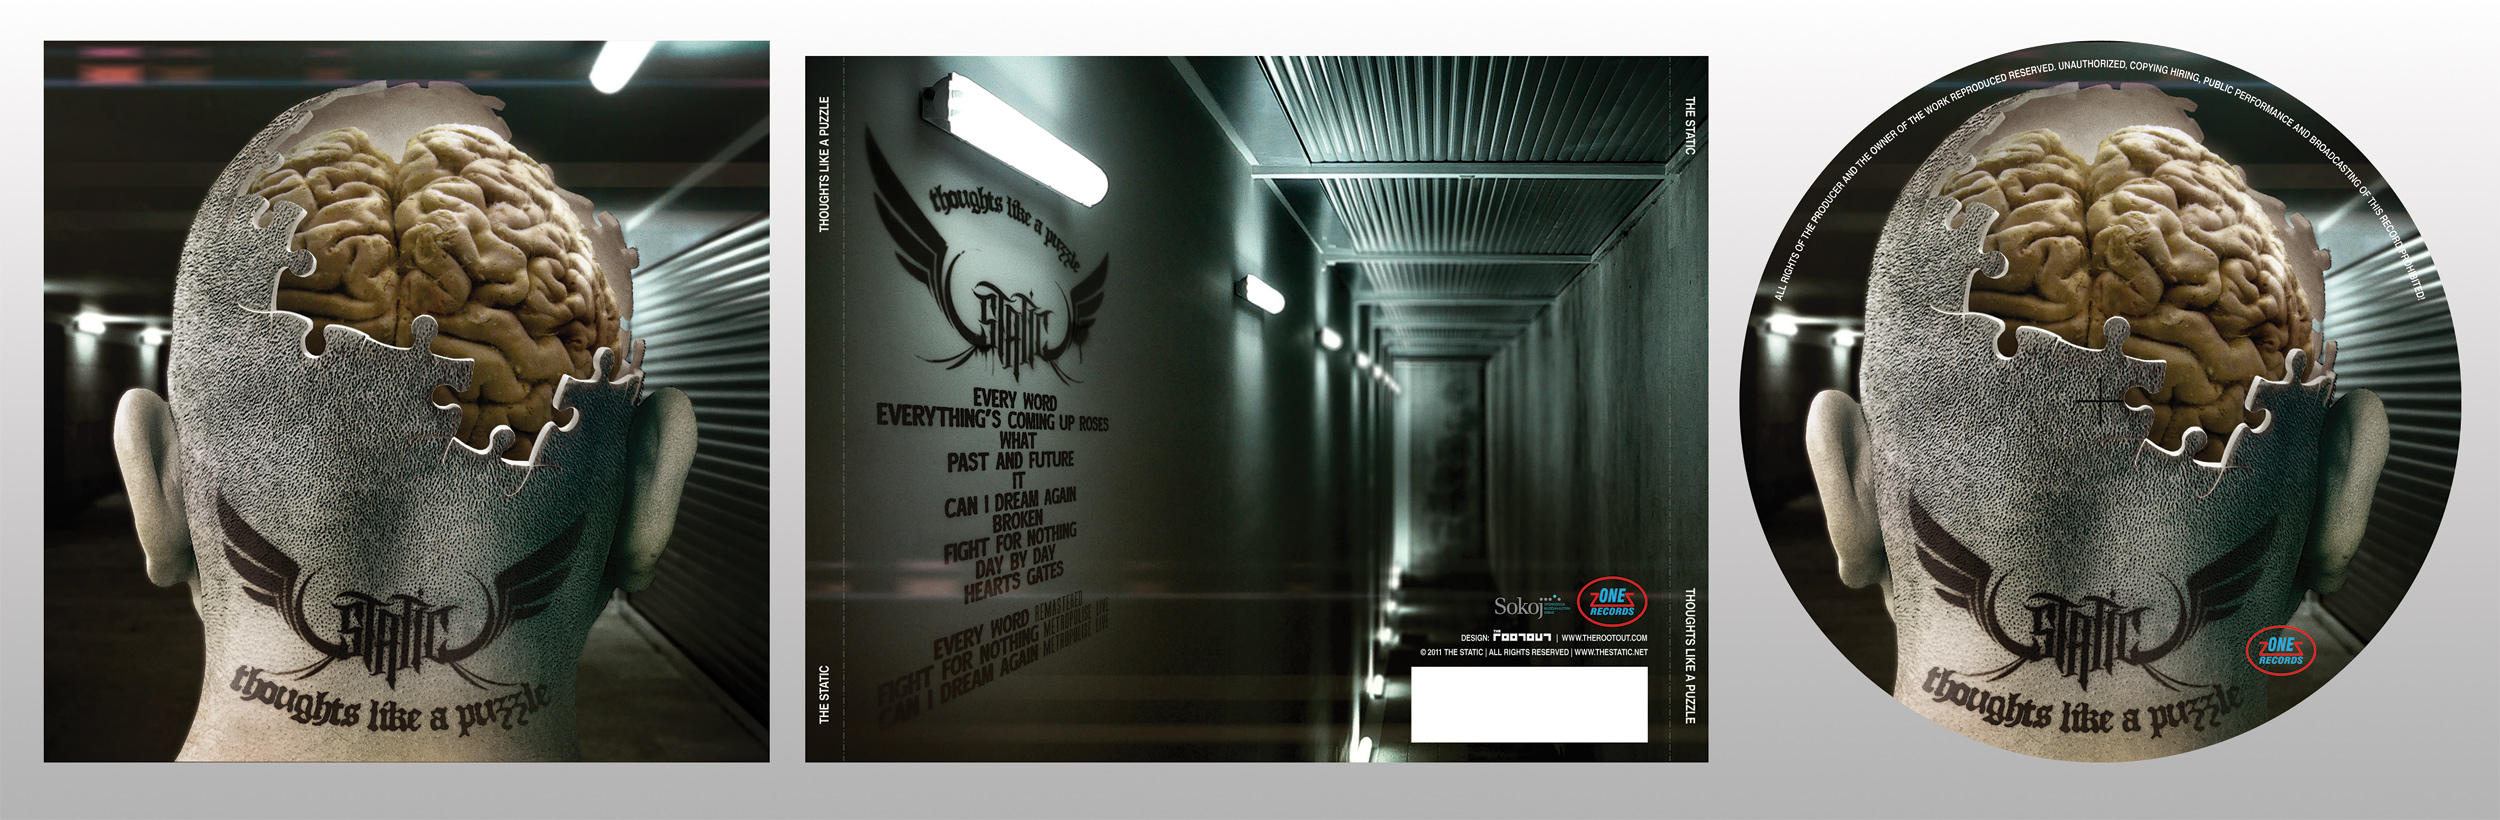 STATIC
thoughts like a puzzle
THOUGHTS LIKE A PUZZLE
THE STATIC
thoughts like a puzzle
STATIC
EVERY WORD
EVERYTHING'S COMING UP ROSES
WHAT
PAST AND FUTURE
IT
CAN I DREAM AGAIN
BROKEN
FIGHT FOR NOTHING
DAY BY DAY
HEARTS GATES
EVERY WORD REMASTERED
FIGHT FOR NOTHING METROPOLISE LIVE
CAN I DREAM AGAIN METROPOLISE LIVE
THE STATIC
THOUGHTS LIKE A PUZZLE
Sokoj
ONE
RECORDS
DESIGN: THE ROOTOUT | WWW.THEROOTOUT.COM
© 2011 THE STATIC | ALL RIGHTS RESERVED | WWW.THESTATIC.NET
ALL RIGHTS OF THE PRODUCER AND THE OWNER OF THE WORK REPRODUCED RESERVED. UNAUTHORIZED, COPYING HIRING, PUBLIC PERFORMANCE AND BROADCASTING OF THIS RECORD PROHIBITED!
STATIC
thoughts like a puzzle
ONE
RECORDS